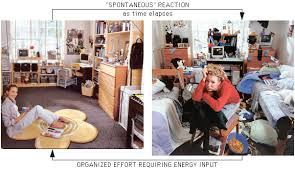 "SPONTANEOUS" REACTION
as time elapses
ORGANIZED EFFORT REQUIRING ENERGY INPUT